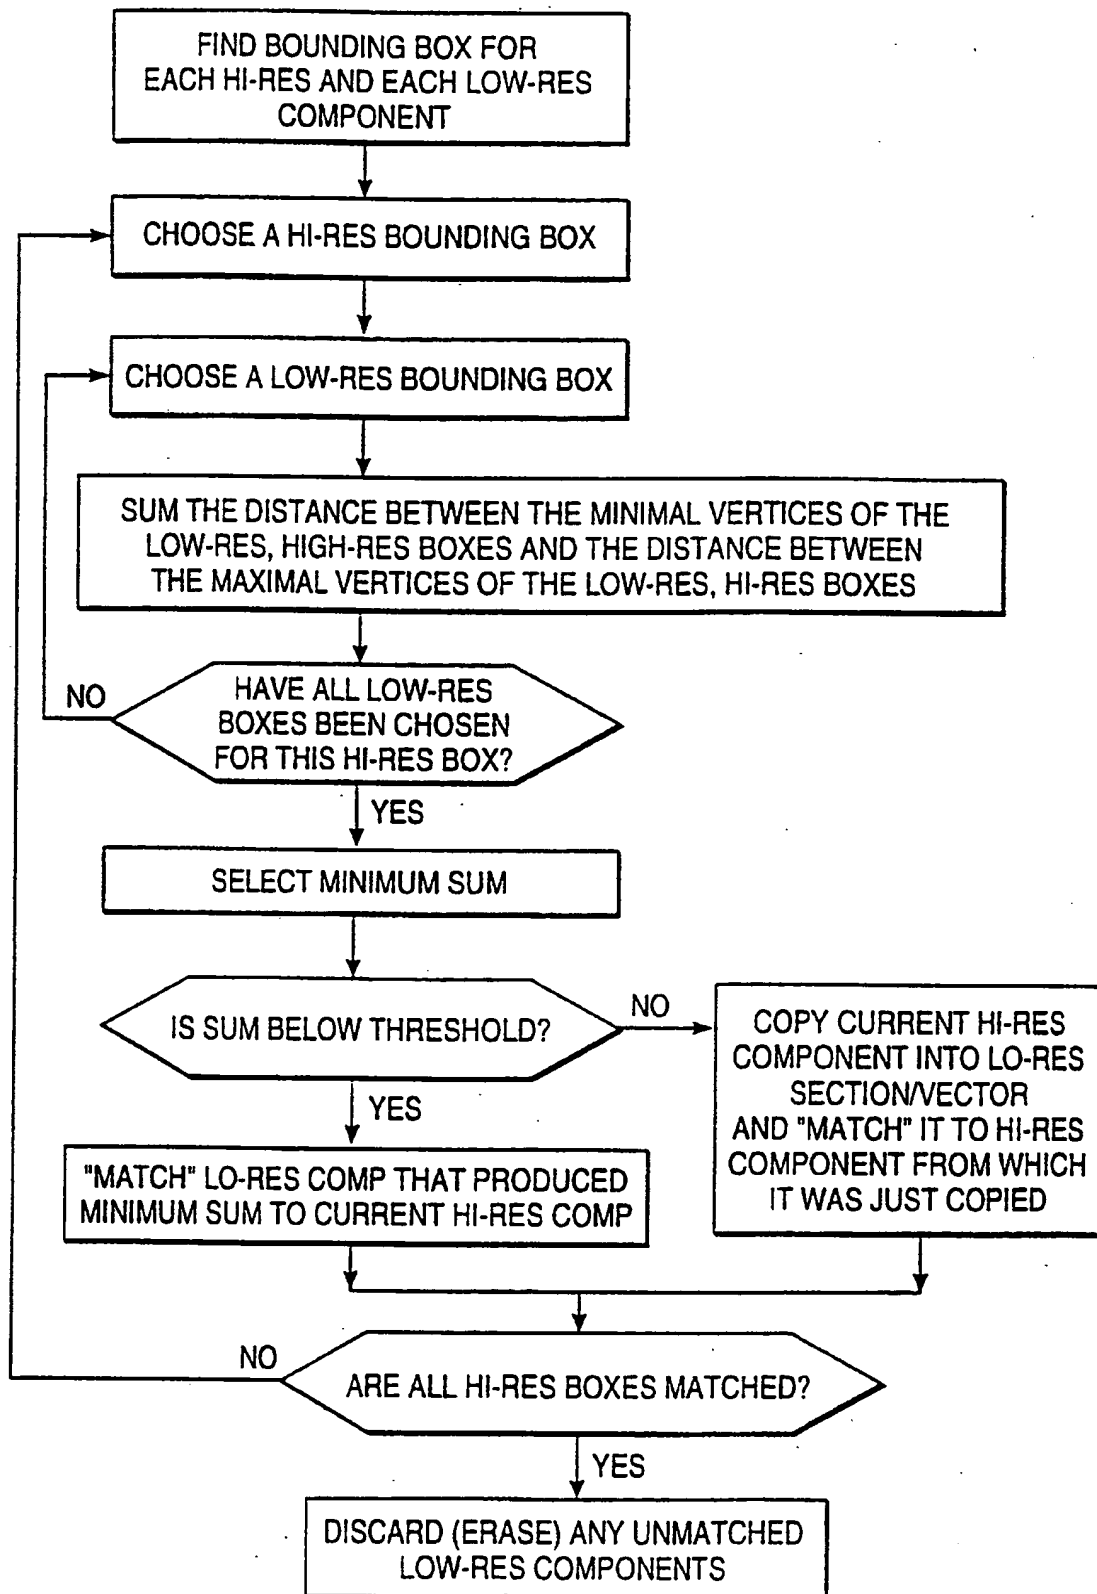 FIND BOUNDING BOX FOR
EACH HI-RES AND EACH LOW-RES
COMPONENT
CHOOSE A HI-RES BOUNDING BOX
CHOOSE A LOW-RES BOUNDING BOX
SUM THE DISTANCE BETWEEN THE MINIMAL VERTICES OF THE
LOW-RES, HIGH-RES BOXES AND THE DISTANCE BETWEEN
THE MAXIMAL VERTICES OF THE LOW-RES, HI-RES BOXES
NO
HAVE ALL LOW-RES
BOXES BEEN CHOSEN
FOR THIS HI-RES BOX?
YES
SELECT MINIMUM SUM
IS SUM BELOW THRESHOLD?
NO
YES
COPY CURRENT HI-RES
COMPONENT INTO LO-RES
SECTION/VECTOR
AND "MATCH" IT TO HI-RES
COMPONENT FROM WHICH
IT WAS JUST COPIED
"MATCH" LO-RES COMP THAT PRODUCED
MINIMUM SUM TO CURRENT HI-RES COMP
NO
ARE ALL HI-RES BOXES MATCHED?
YES
DISCARD (ERASE) ANY UNMATCHED
LOW-RES COMPONENTS